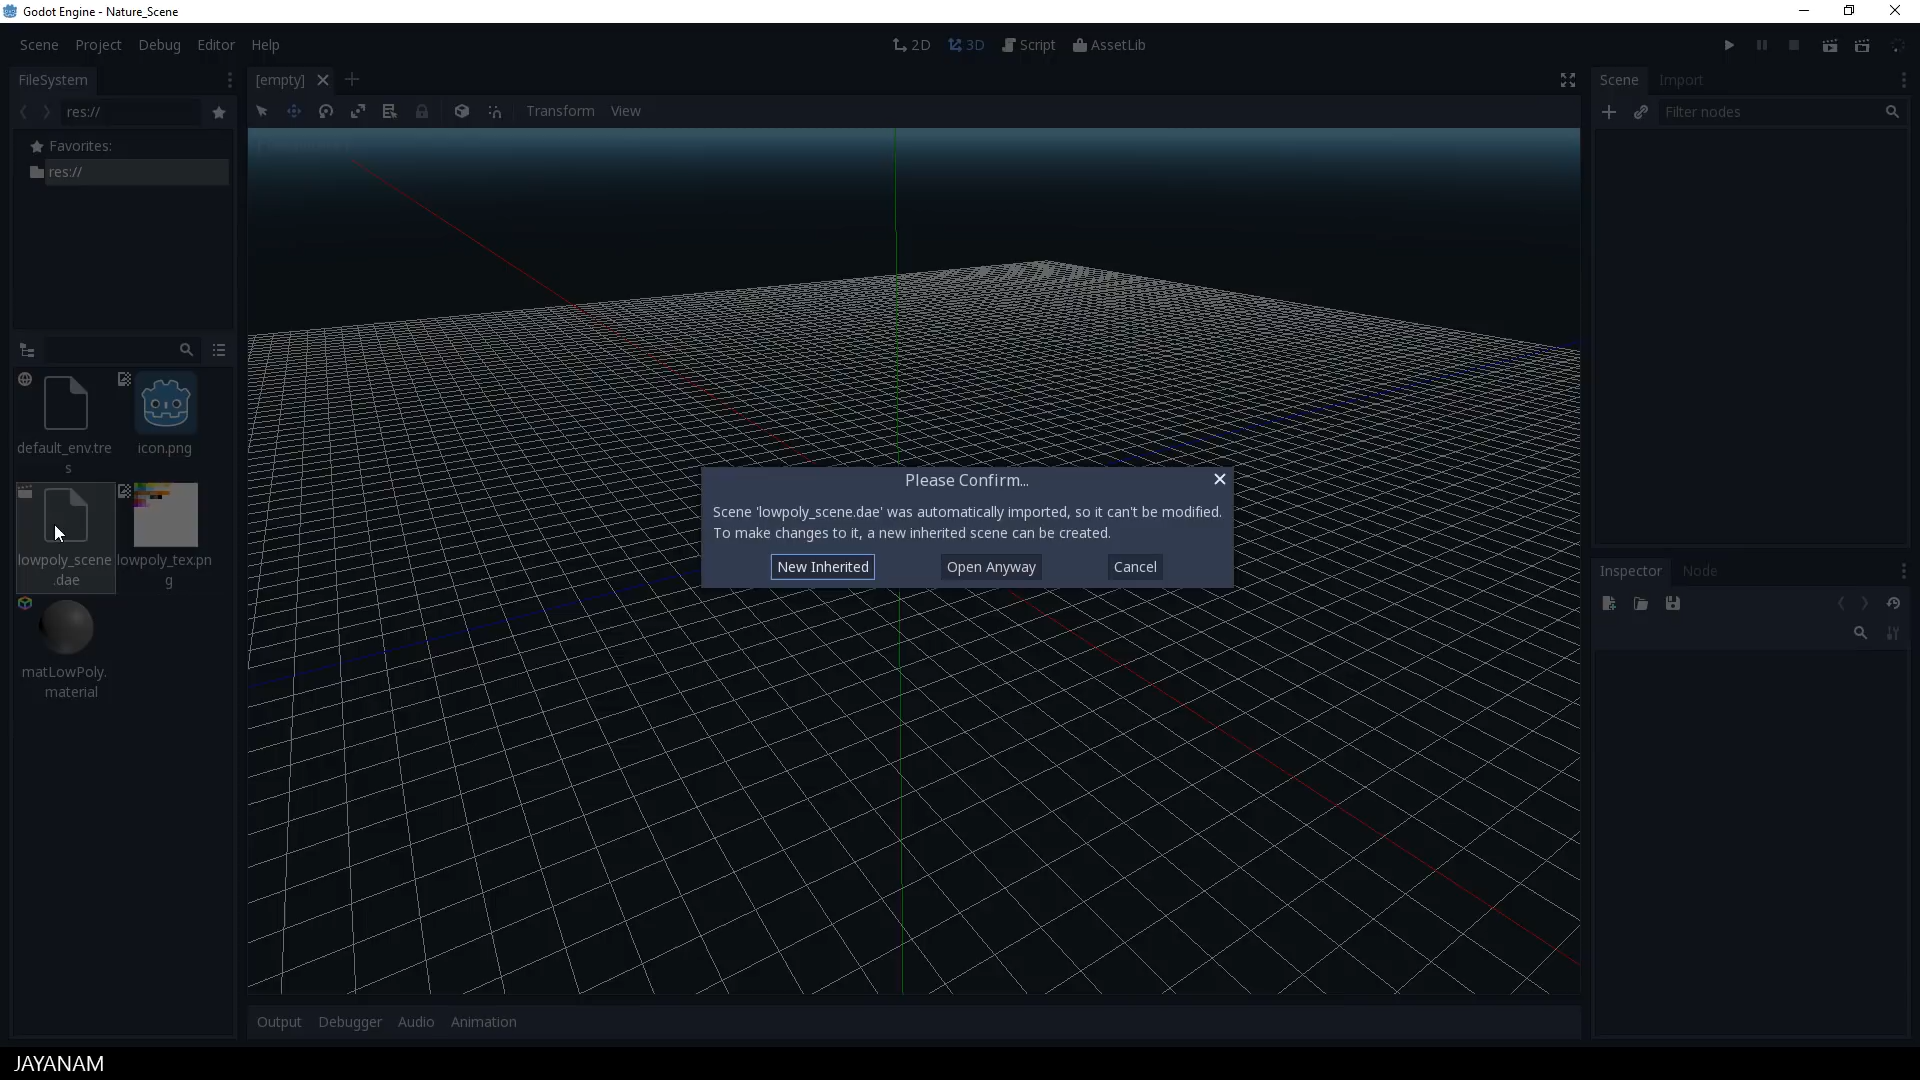 Godot Engine - Nature_Scene
Scene Project Debug Editor Help
2D 3D Script AssetLib
FileSystem
[empty]
Scene Import
res://
Transform View
Filter nodes
Favorites:
res://
default_env.tre
s
icon.png
lowpoly_scene
.dae
lowpoly_tex.pn
g
matLowPoly.
material
Please Confirm...
Scene 'lowpoly_scene.dae' was automatically imported, so it can't be modified.
To make changes to it, a new inherited scene can be created.
New Inherited Open Anyway Cancel
Inspector Node
Output Debugger Audio Animation
JAYANAM